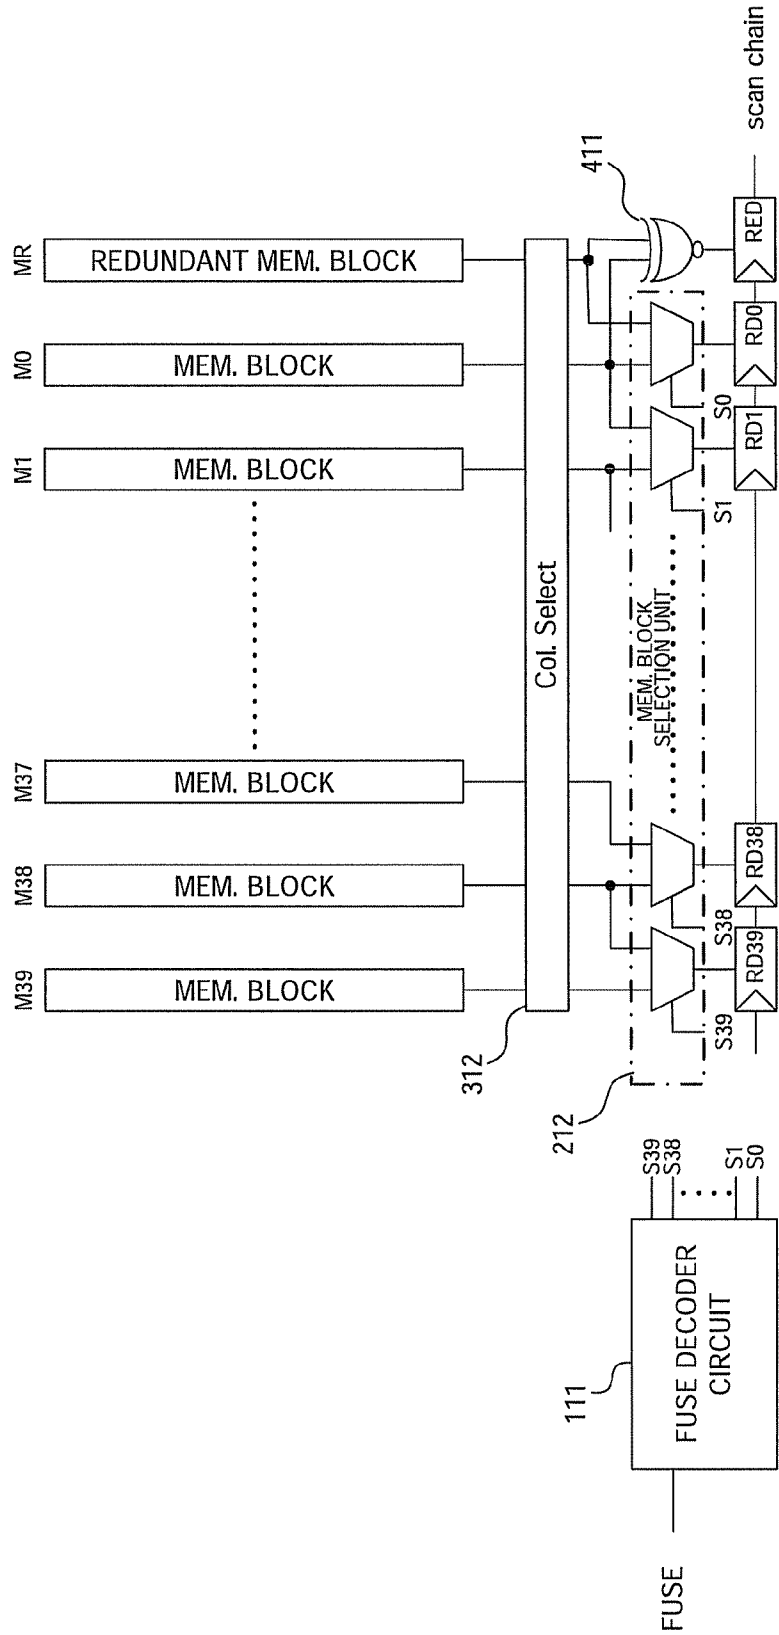 MR
REDUNDANT MEM. BLOCK
M0
MEM. BLOCK
M1
MEM. BLOCK
M37
MEM. BLOCK
M38
MEM. BLOCK
M39
MEM. BLOCK
Col. Select
312
411
MEM. BLOCK
SELECTION UNIT
212
S0
S1
S38
S39
RED
RD0
RD1
RD38
RD39
scan chain
FUSE
FUSE DECODER
CIRCUIT
111
S39
S38
S1
S0